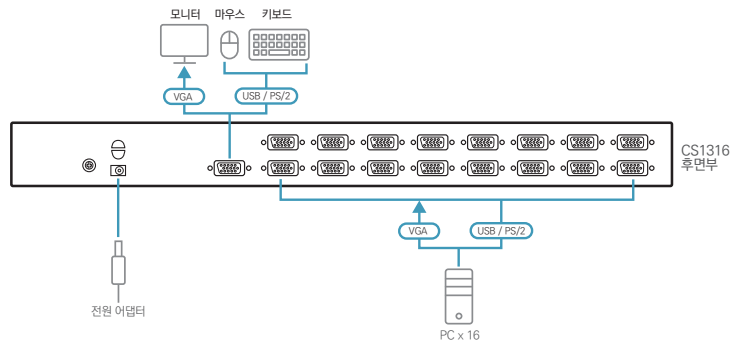 모니터 마우스 키보드
VGA
USB / PS/2
CS1316
후면부
VGA
USB / PS/2
전원 어댑터
PC x 16